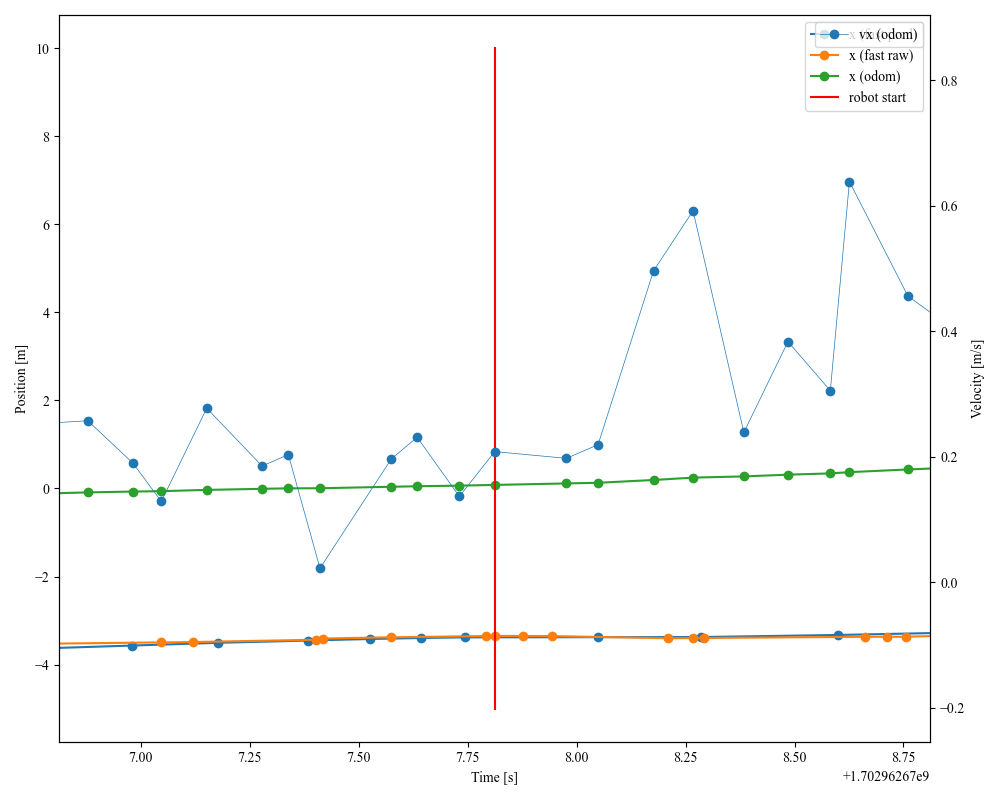 vx (odom)
x (fast raw)
x (odom)
robot start
10
8
6
4
2
0
−2
−4
Position [m]
0.8
0.6
0.4
0.2
0.0
−0.2
Velocity [m/s]
7.00 7.25 7.50 7.75 8.00 8.25 8.50 8.75
Time [s]
+1.70296267e9